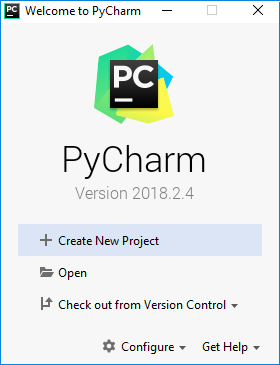 PC Welcome to PyCharm
PC
PyCharm
Version 2018.2.4
Create New Project
Open
Check out from Version Control
Configure Get Help